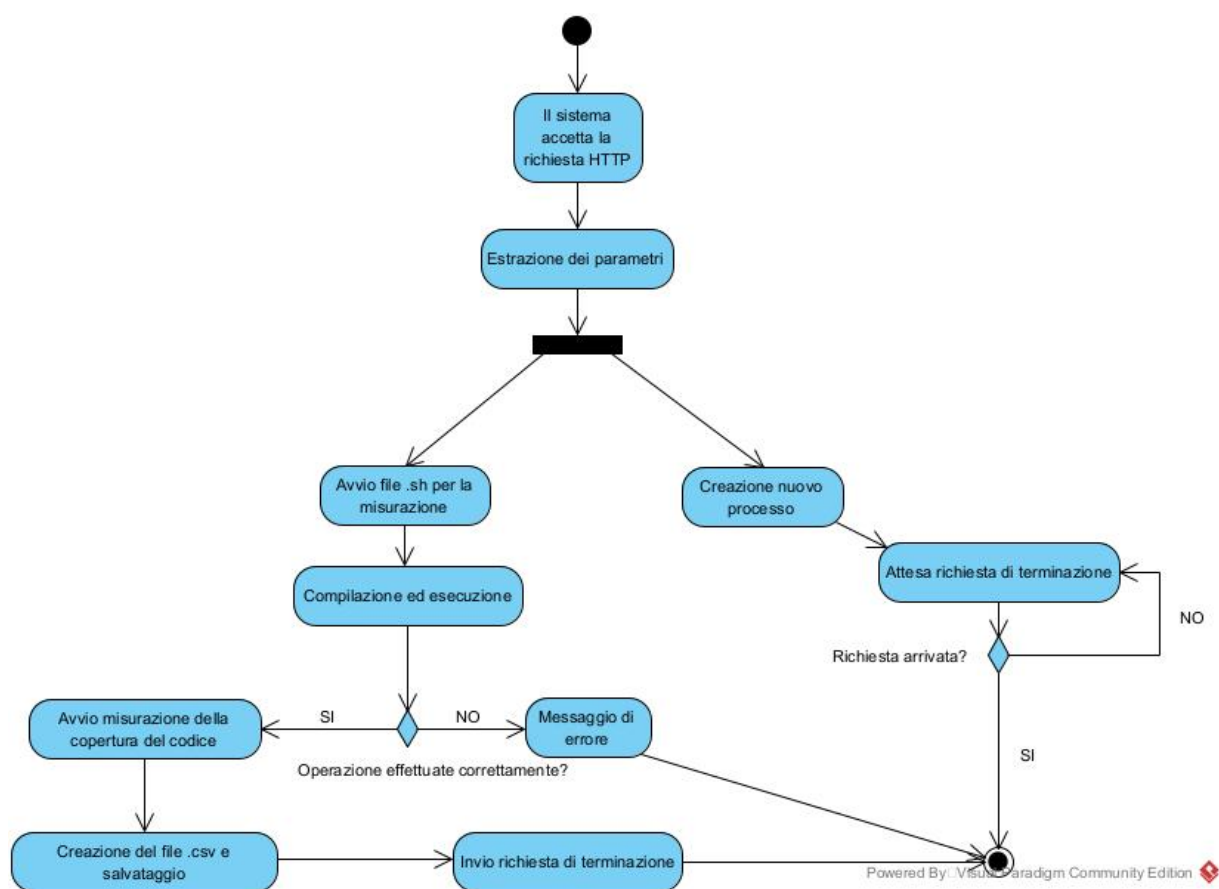 Il sistema
accetta la
richiesta HTTP
Estrazione dei parametri
Avvio file .sh per la
misurazione
Creazione nuovo
processo
Compilazione ed esecuzione
Attesa richiesta di terminazione
NO
Richiesta arrivata?
Avvio misurazione della
copertura del codice
SI
NO
Messaggio di
errore
Operazione effettuate correttamente?
SI
Creazione del file .csv e
salvataggio
Invio richiesta di terminazione
Powered By Visual Paradigm Community Edition